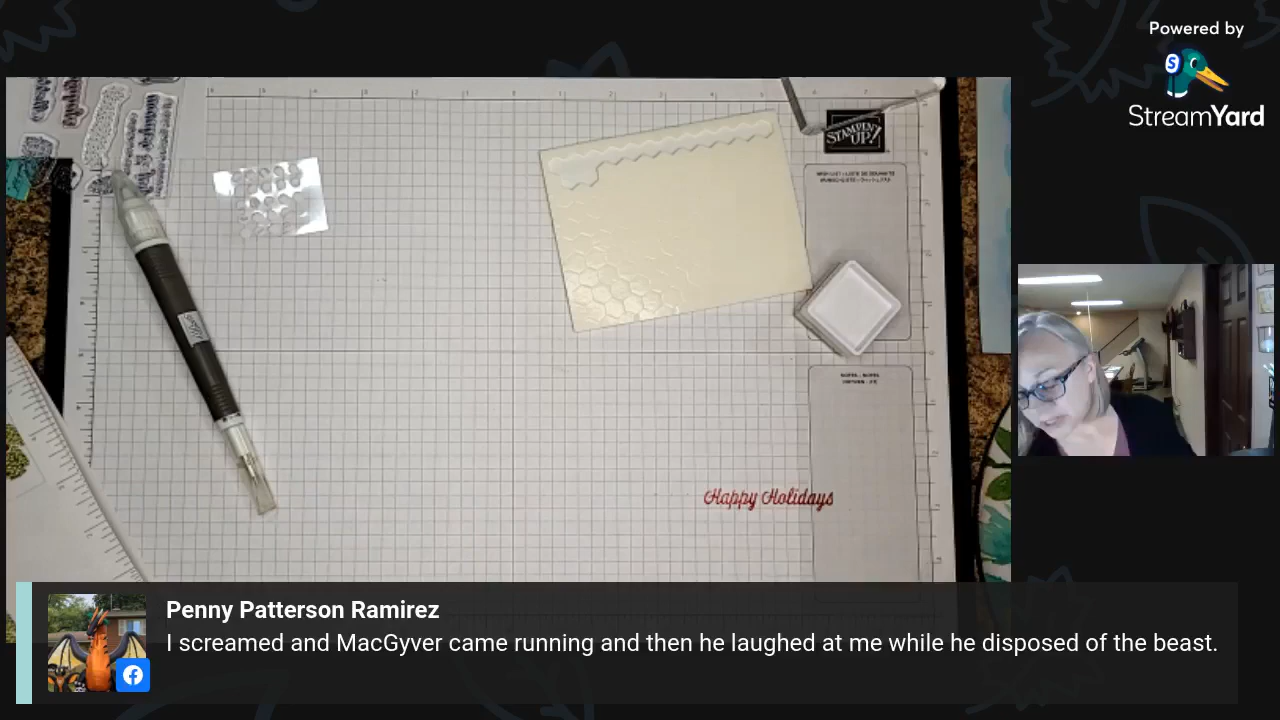 Powered by
StreamYard
STAMPIN' UP!
Happy Holidays
Penny Patterson Ramirez
I screamed and MacGyver came running and then he laughed at me while he disposed of the beast.